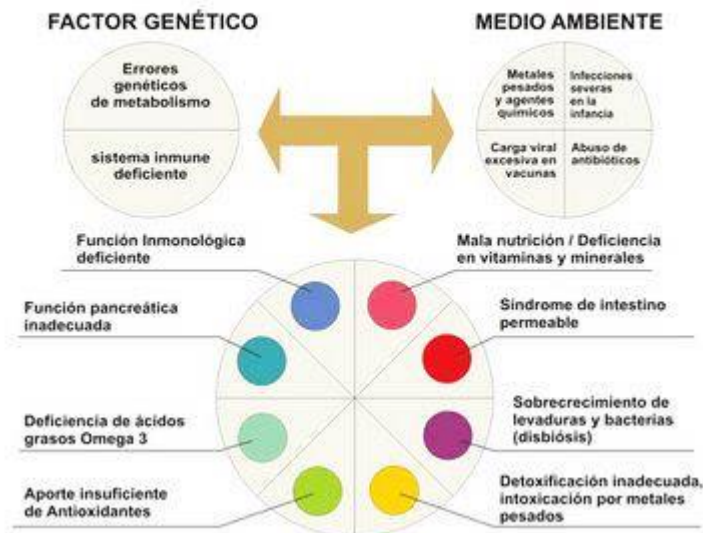 FACTOR GENÉTICO
MEDIO AMBIENTE
Errores
genéticos
de metabolismo
sistema inmune
deficiente
Metales
pesados
y agentes
químicos
Infecciones
severas
en la
infancia
Carga viral
excesiva en
vacunas
Abuso de
antibióticos
Función Inmonológica
deficiente
Mala nutrición / Deficiencia
en vitaminas y minerales
Función pancreática
inadecuada
Síndrome de intestino
permeable
Deficiencia de ácidos
grasos Omega 3
Sobrecrecimiento de
levaduras y bacterias
(disbiósis)
Aporte insuficiente
de Antioxidantes
Detoxificación inadecuada,
intoxicación por metales
pesados